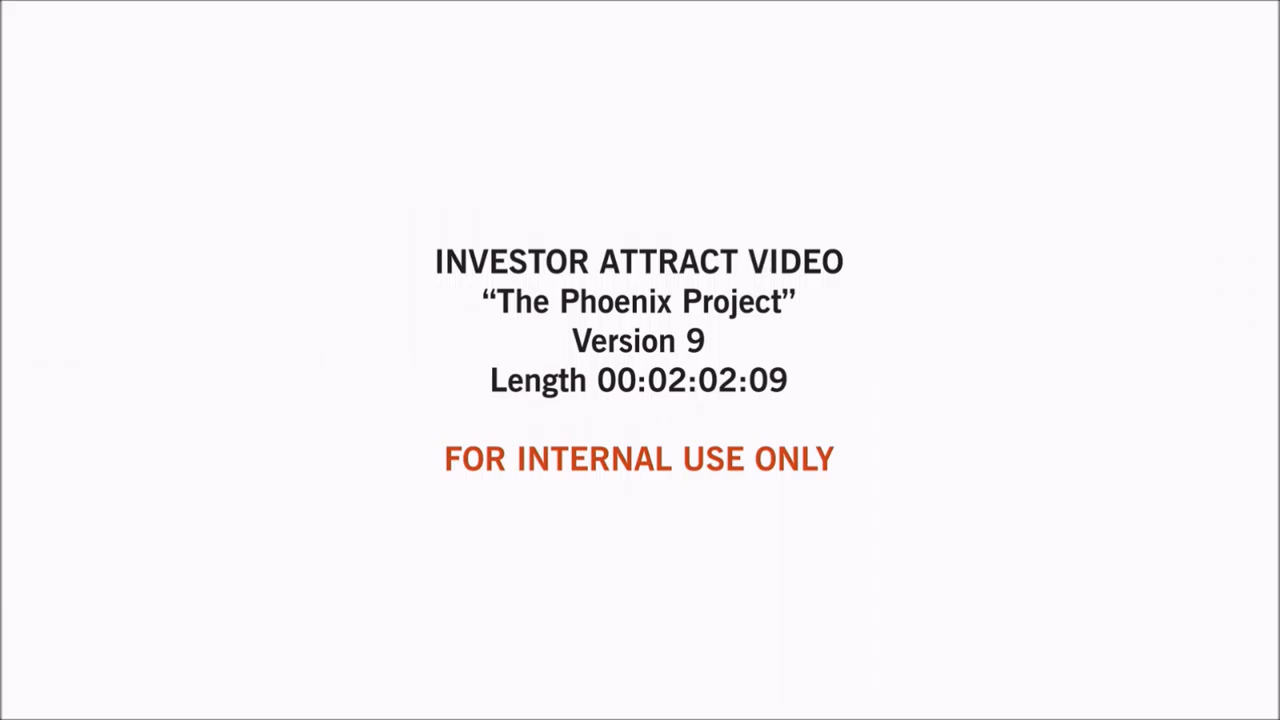 INVESTOR ATTRACT VIDEO
“The Phoenix Project”
Version 9
Length 00:02:02:09
FOR INTERNAL USE ONLY